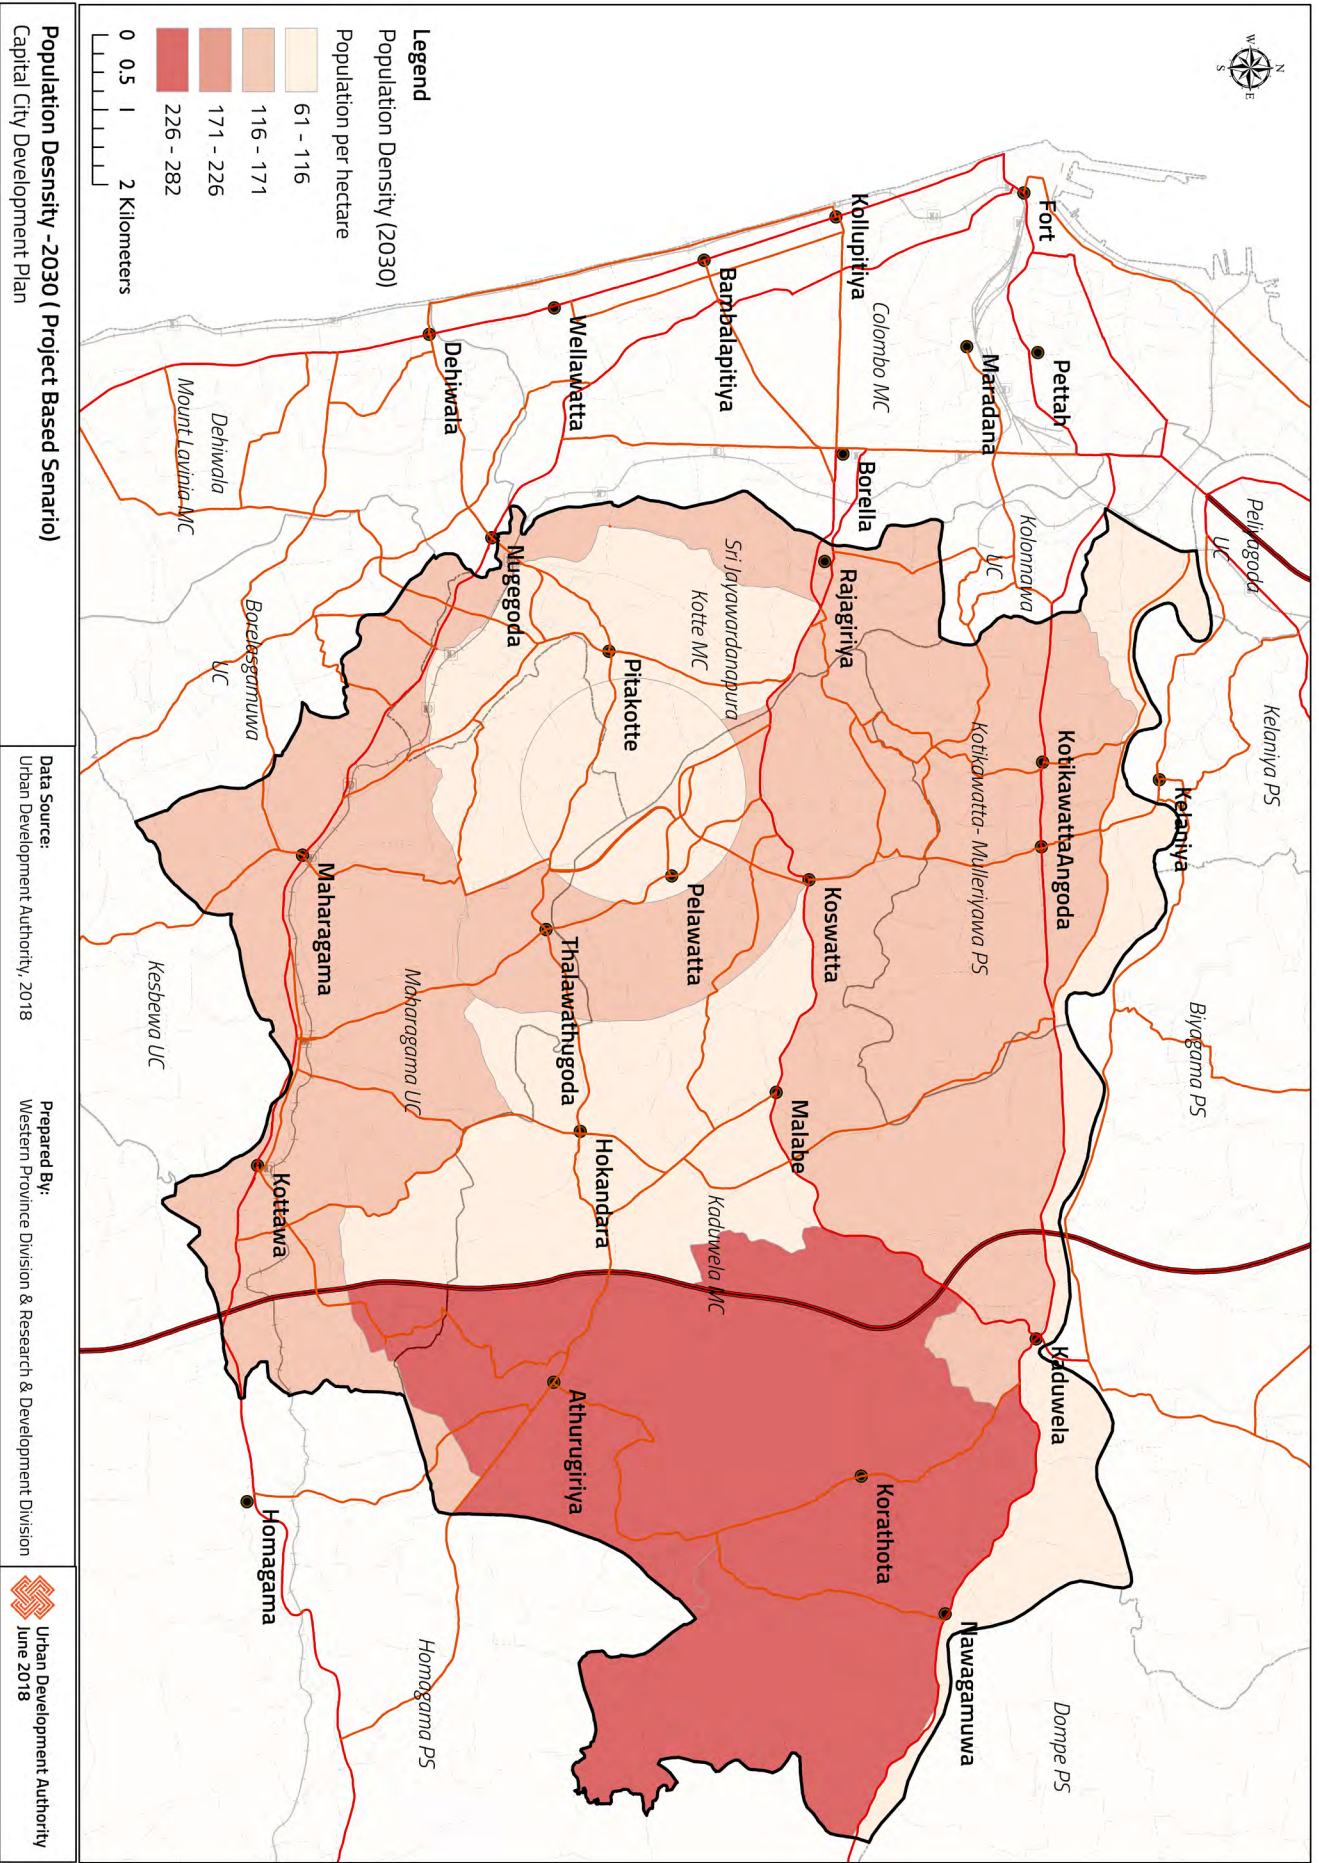 N
W
E
S
Fort
Pettah
Maradana
Kollupitiya
Colombo MC
Bambalapitiya
Borella
Wellawatta
Dehiwala
Dehiwala
Mount Lavinia MC
Peliyagoda
UC
Kolonnawa
UC
Kelaniya PS
Kelaniya
Kotikawatta
Angoda
Kotikawatta- Mulleriyawa PS
Rajagiriya
Sri Jayawardanapura
Kotte MC
Nugegoda
Pitakotte
Borelasgamuwa
UC
Koswatta
Pelawatta
Thalawathugoda
Maharagama
Maharagama UC
Kesbewa UC
Biyagama PS
Malabe
Hokandara
Kottawa
Kaduwela MC
Kaduwela
Athurugiriya
Korathota
Nawagamuwa
Homagama
Homagama PS
Dompe PS
Legend
Population Density (2030)
Population per hectare
61 - 116
116 - 171
171 - 226
226 - 282
0 0.5 1 2 Kilometers
Population Desnsity -2030 ( Project Based Senario)
Capital City Development Plan
Data Source:
Urban Development Authority, 2018
Prepared By:
Western Province Division & Research & Development Division
Urban Development Authority
June 2018